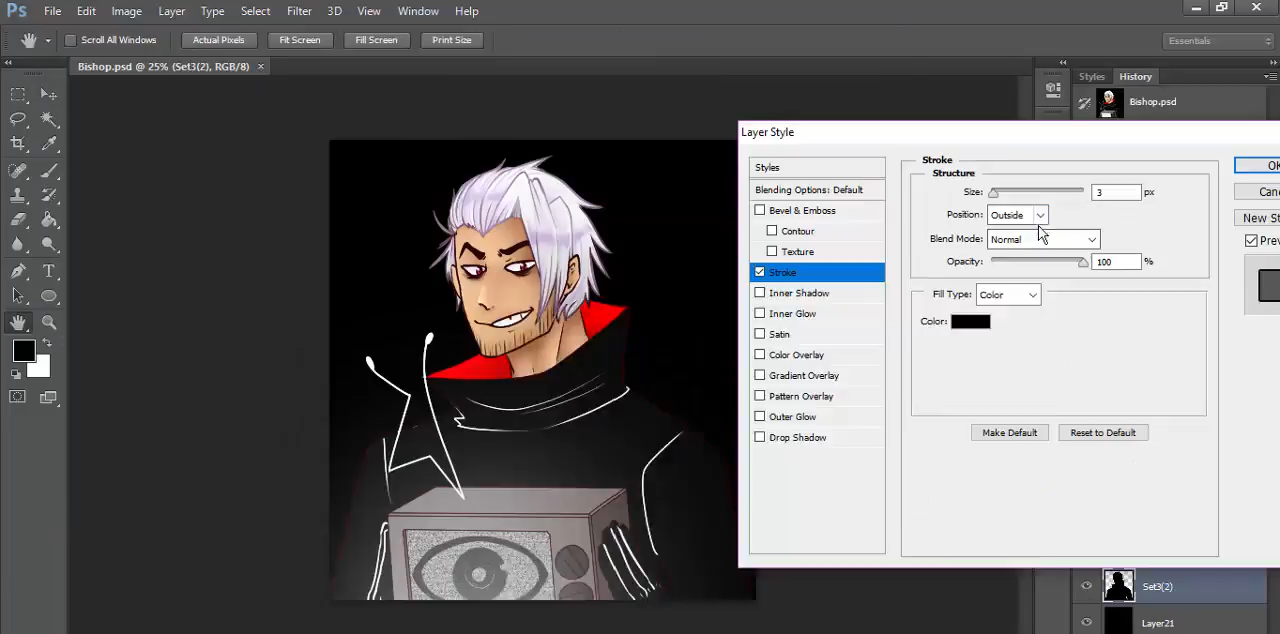 Ps File Edit Image Layer Type Select Filter 3D View Window Help
Scroll All Windows Actual Pixels Fit Screen Fill Screen Print Size Essentials
Bishop.psd @ 25% (Set3(2), RGB/8) ×
Styles History
Bishop.psd
Layer Style
Styles
Blending Options: Default
Bevel & Emboss
Contour
Texture
Stroke
Inner Shadow
Inner Glow
Satin
Color Overlay
Gradient Overlay
Pattern Overlay
Outer Glow
Drop Shadow
Stroke
Structure
Size: 3 px
Position: Outside
Blend Mode: Normal
Opacity: 100 %
Fill Type: Color
Color:
Make Default Reset to Default
OK
Canc
New St
Prev
Set3(2)
Layer21